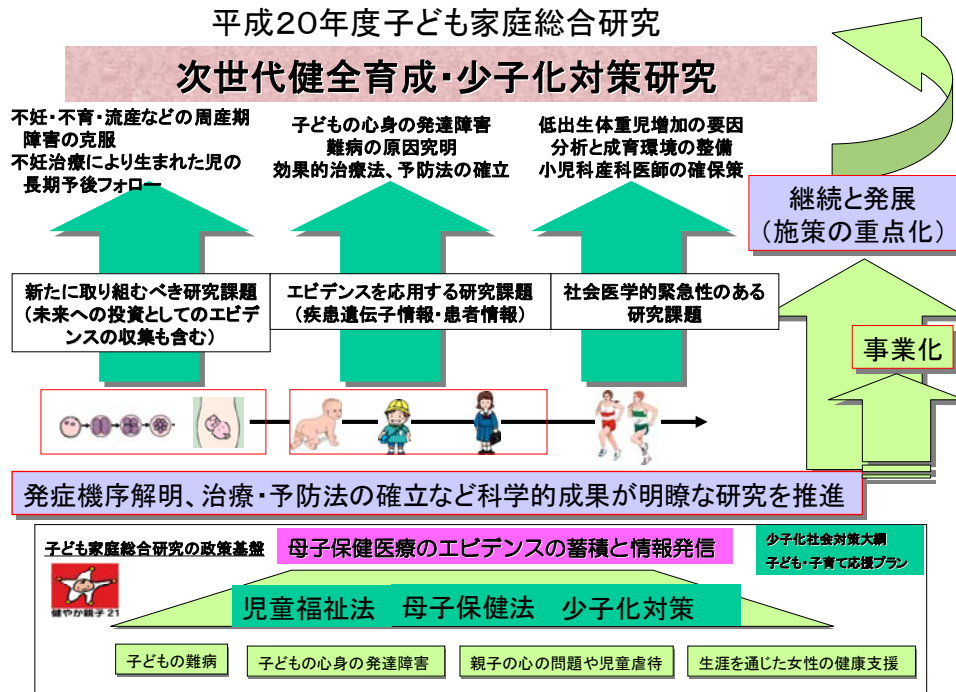 平成20年度子ども家庭総合研究
次世代健全育成・少子化対策研究
不妊・不育・流産などの周産期
障害の克服
不妊治療により生まれた児の
長期予後フォロー
子どもの心身の発達障害
難病の原因究明
効果的治療法、予防法の確立
低出生体重児増加の要因
分析と成育環境の整備
小児科産科医師の確保策
継続と発展
(施策の重点化)
新たに取り組むべき研究課題
(未来への投資としてのエビデ
ンスの収集も含む)
エビデンスを応用する研究課題
(疾患遺伝子情報・患者情報)
社会医学的緊急性のある
研究課題
事業化
発症機序解明、治療・予防法の確立など科学的成果が明瞭な研究を推進
子ども家庭総合研究の政策基盤
母子保健医療のエビデンスの蓄積と情報発信
少子化社会対策大綱
子ども・子育て応援プラン
健やか親子21
児童福祉法 母子保健法 少子化対策
子どもの難病
子どもの心身の発達障害
親子の心の問題や児童虐待
生涯を通じた女性の健康支援